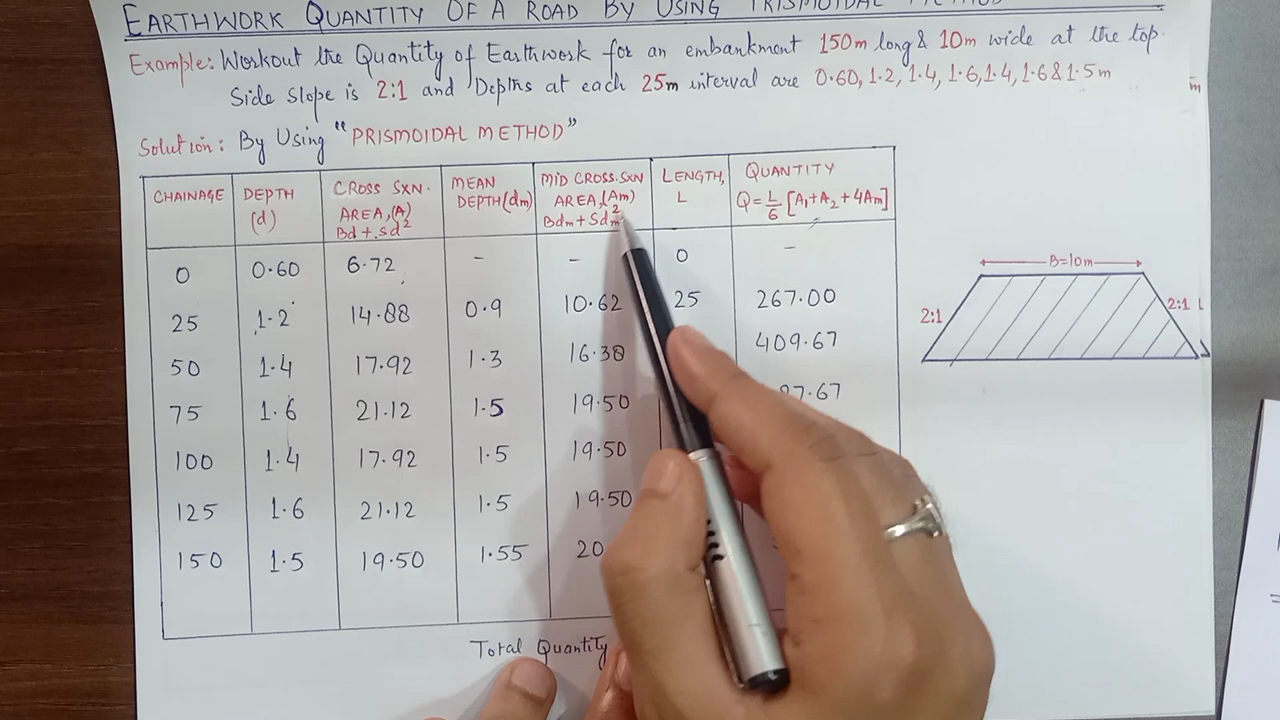 EARTHWORK QUANTITY OF A ROAD BY USING PRISMOIDAL METHOD
Example: Workout the Quantity of Earthwork for an embankment 150m long & 10m wide at the top.
Side slope is 2:1 and Depths at each 25m interval are 0.60, 1.2, 1.4, 1.6, 1.4, 1.6 & 1.5m
m
Solution: By Using "PRISMOIDAL METHOD"
CHAINAGE DEPTH (d) CROSS SXN. AREA, (A) Bd + Sd² MEAN DEPTH (dm) MID CROSS. SXN AREA, (Am) Bdm + Sdm² LENGTH, L QUANTITY Q = L/6 [A1 + A2 + 4Am]
0 0.60 6.72 - - 0 -
25 1.2 14.88 0.9 10.62 25 267.00
50 1.4 17.92 1.3 16.38 409.67
75 1.6 21.12 1.5 19.50 7.67
100 1.4 17.92 1.5 19.50
125 1.6 21.12 1.5 19.50
150 1.5 19.50 1.55 20
Total Quantity
B=10m
2:1 2:1